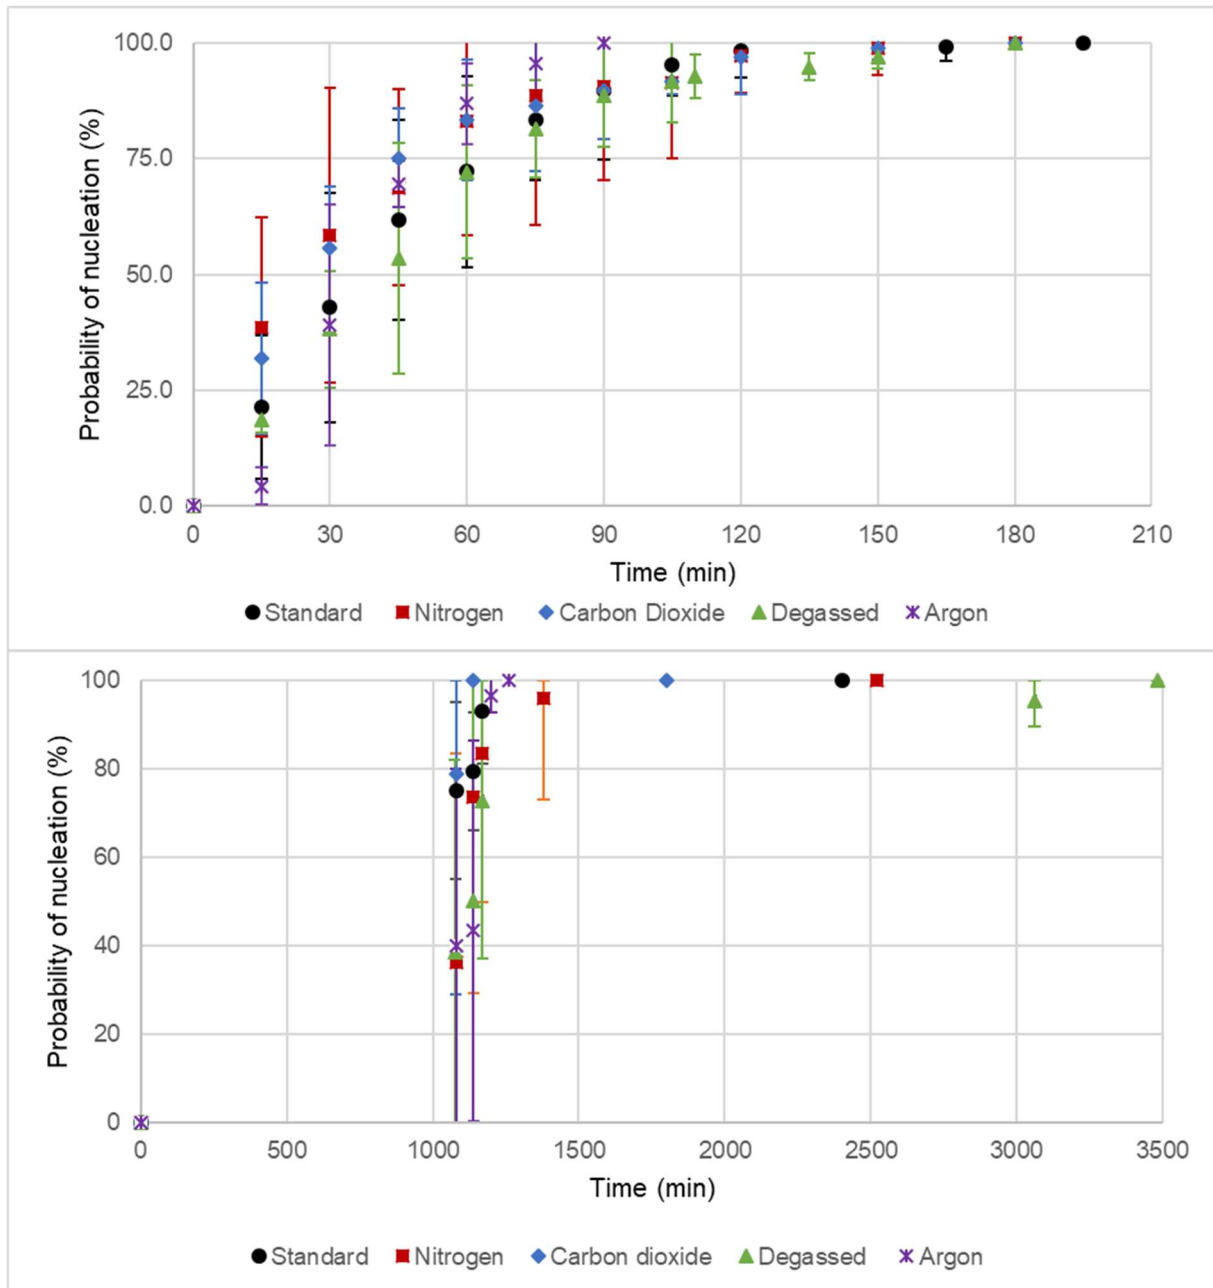 100.0
75.0
50.0
25.0
0.0
Probability of nucleation (%)
0 30 60 90 120 150 180 210
Time (min)
Standard Nitrogen Carbon Dioxide Degassed Argon
100
80
60
40
20
0
Probability of nucleation (%)
0 500 1000 1500 2000 2500 3000 3500
Time (min)
Standard Nitrogen Carbon dioxide Degassed Argon